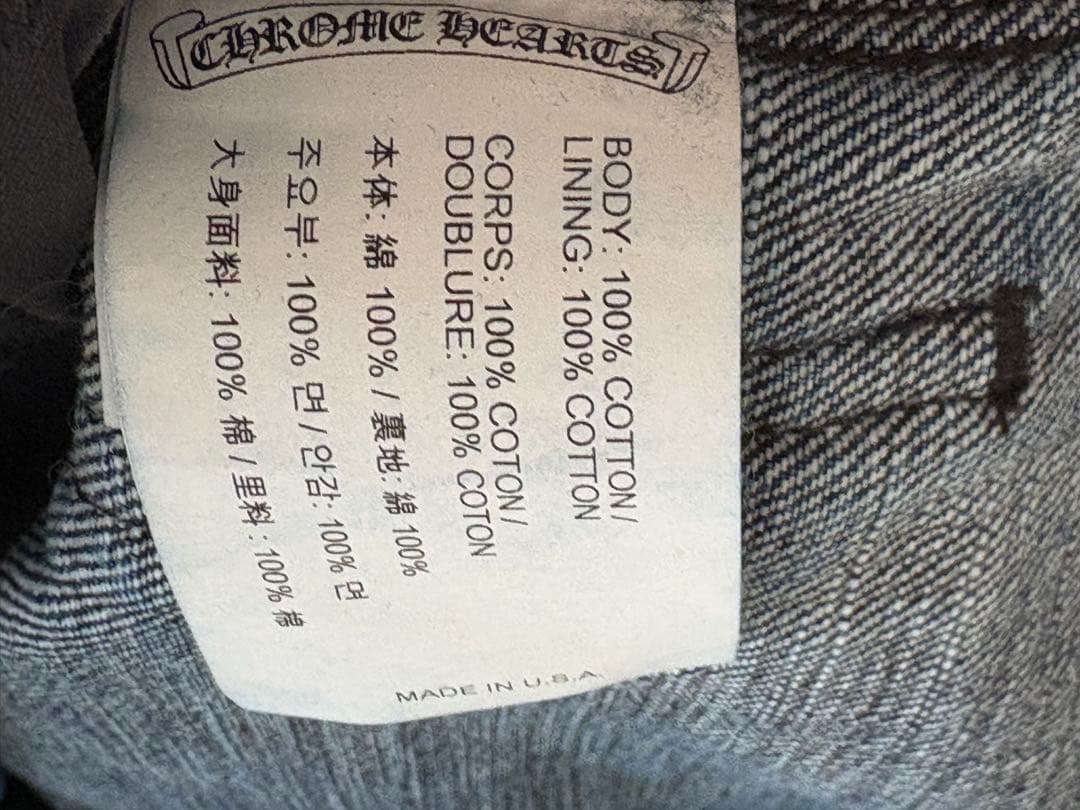 CHROME HEARTS
BODY: 100% COTTON/
LINING: 100% COTTON
CORPS: 100% COTON/
DOUBLURE: 100% COTON
本体: 綿 100% / 裏地: 綿 100%
주요부: 100% 면 / 안감: 100% 면
大身面料: 100% 棉 / 里料: 100% 棉
MADE IN U.S.A.